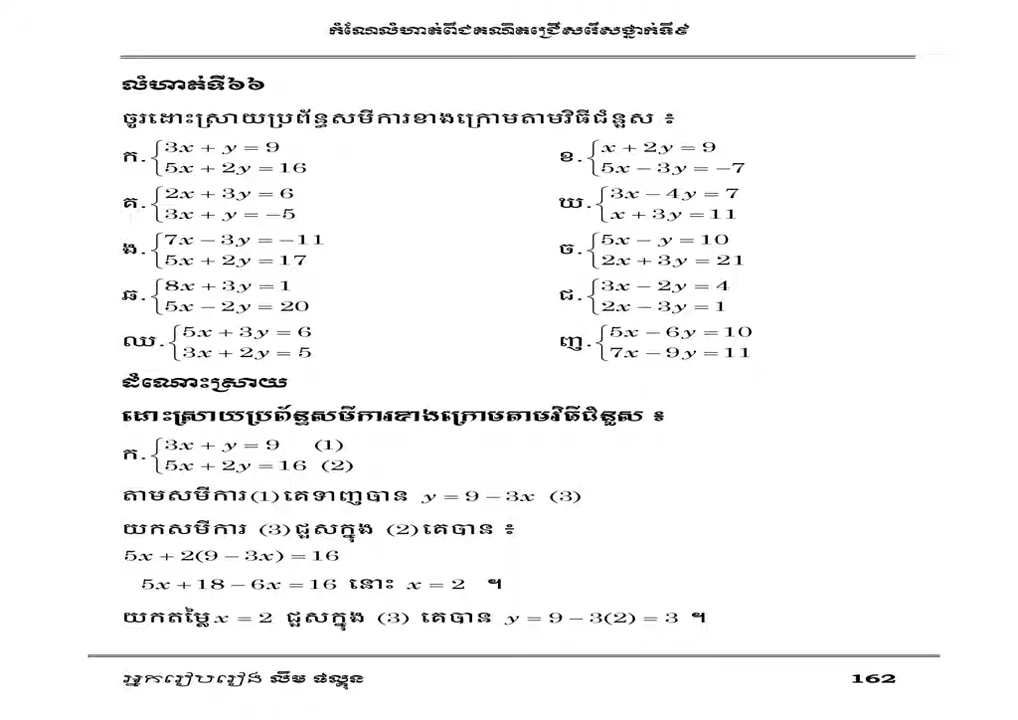 កំណែលំហាត់ពីជគណិតជ្រើសរើសថ្នាក់ទី៩
លំហាត់ទី៦៦
ចូរដោះស្រាយប្រព័ន្ធសមីការខាងក្រោមតាមវិធីជំនួស ៖
ក. {3x + y = 9
5x + 2y = 16
ខ. {x + 2y = 9
5x − 3y = −7
គ. {2x + 3y = 6
3x + y = −5
ឃ. {3x − 4y = 7
x + 3y = 11
ង. {7x − 3y = −11
5x + 2y = 17
ច. {5x − y = 10
2x + 3y = 21
ឆ. {8x + 3y = 1
5x − 2y = 20
ជ. {3x − 2y = 4
2x − 3y = 1
ឈ. {5x + 3y = 6
3x + 2y = 5
ញ. {5x − 6y = 10
7x − 9y = 11
ដំណោះស្រាយ
ដោះស្រាយប្រព័ន្ធសមីការខាងក្រោមតាមវិធីជំនួស ៖
ក. {3x + y = 9 (1)
5x + 2y = 16 (2)
តាមសមីការ(1)គេទាញបាន y = 9 − 3x (3)
យកសមីការ (3)ជួសក្នុង (2)គេបាន ៖
5x + 2(9 − 3x) = 16
5x + 18 − 6x = 16 នោះ x = 2 ។
យកតម្លៃ x = 2 ជួសក្នុង (3) គេបាន y = 9 − 3(2) = 3 ។
អ្នករៀបរៀង លឹម ផល្គុន
162